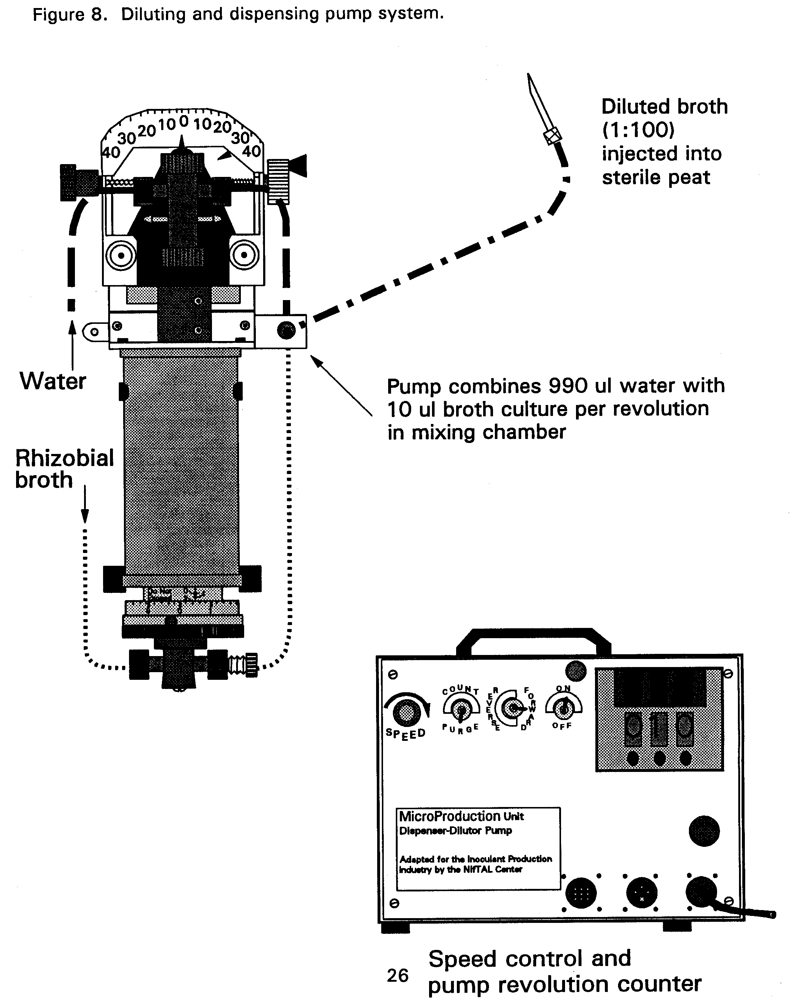 Figure 8. Diluting and dispensing pump system.
Diluted broth
(1:100)
injected into
sterile peat
40 30 20 10 0 10 20 30 40
Water
Pump combines 990 ul water with
10 ul broth culture per revolution
in mixing chamber
Rhizobial
broth
Do Not
SPEED
COUNT
PURGE
REVERSE
FORWARD
ON
OFF
010
MicroProduction Unit
Dispenser-Dilutor Pump
Adapted for the Inoculant Production
Industry by the NifTAL Center
Speed control and
pump revolution counter
26